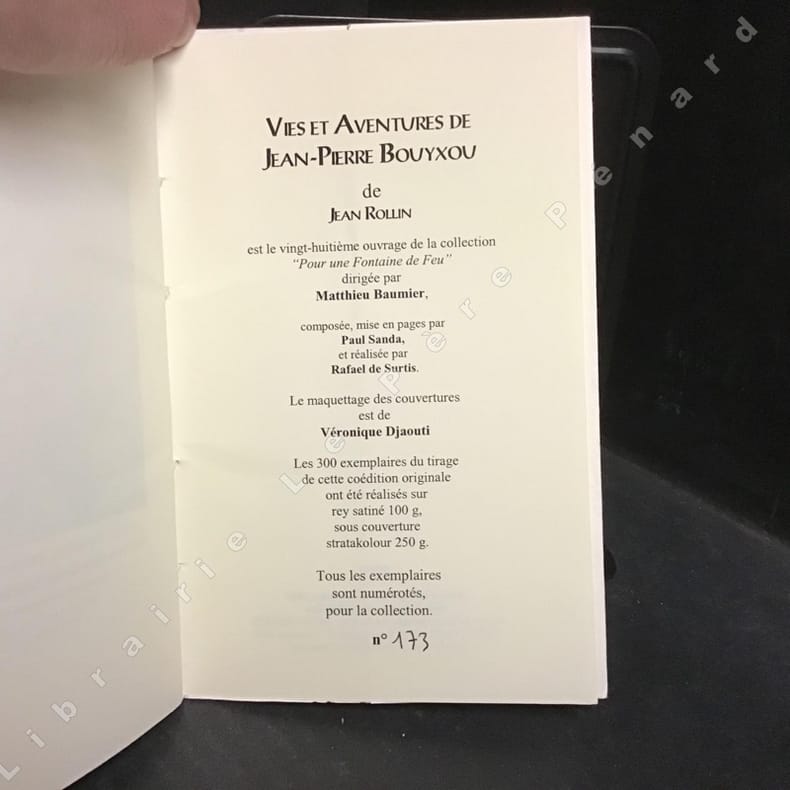 VIES ET AVENTURES DE
JEAN-PIERRE BOUYXOU
de
JEAN ROLLIN
est le vingt-huitième ouvrage de la collection
“Pour une Fontaine de Feu”
dirigée par
Matthieu Baumier,
composée, mise en pages par
Paul Sanda,
et réalisée par
Rafael de Surtis.
Le maquettage des couvertures
est de
Véronique Djaouti
Les 300 exemplaires du tirage
de cette coédition originale
ont été réalisés sur
rey satiné 100 g,
sous couverture
stratakolour 250 g.
Tous les exemplaires
sont numérotés,
pour la collection.
n° 173
Librairie Le Père Pénard